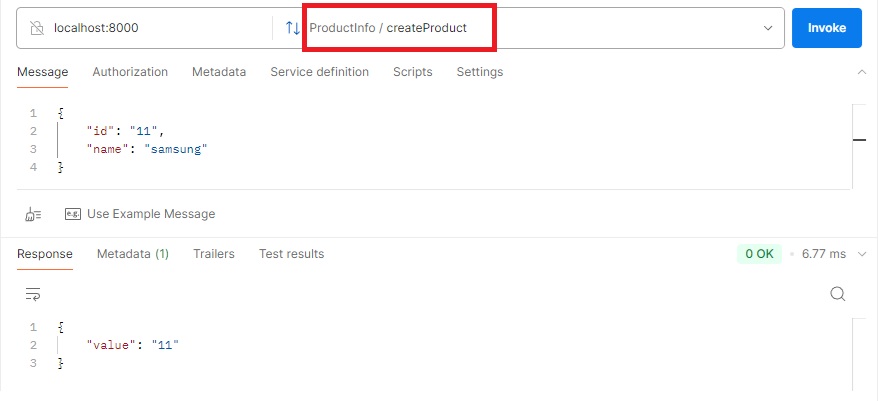 localhost:8000 ProductInfo / createProduct Invoke
Message Authorization Metadata Service definition Scripts Settings
1 {
2 "id": "11",
3 "name": "samsung"
4 }
e.g. Use Example Message
Response Metadata (1) Trailers Test results 0 OK 6.77 ms
1 {
2 "value": "11"
3 }